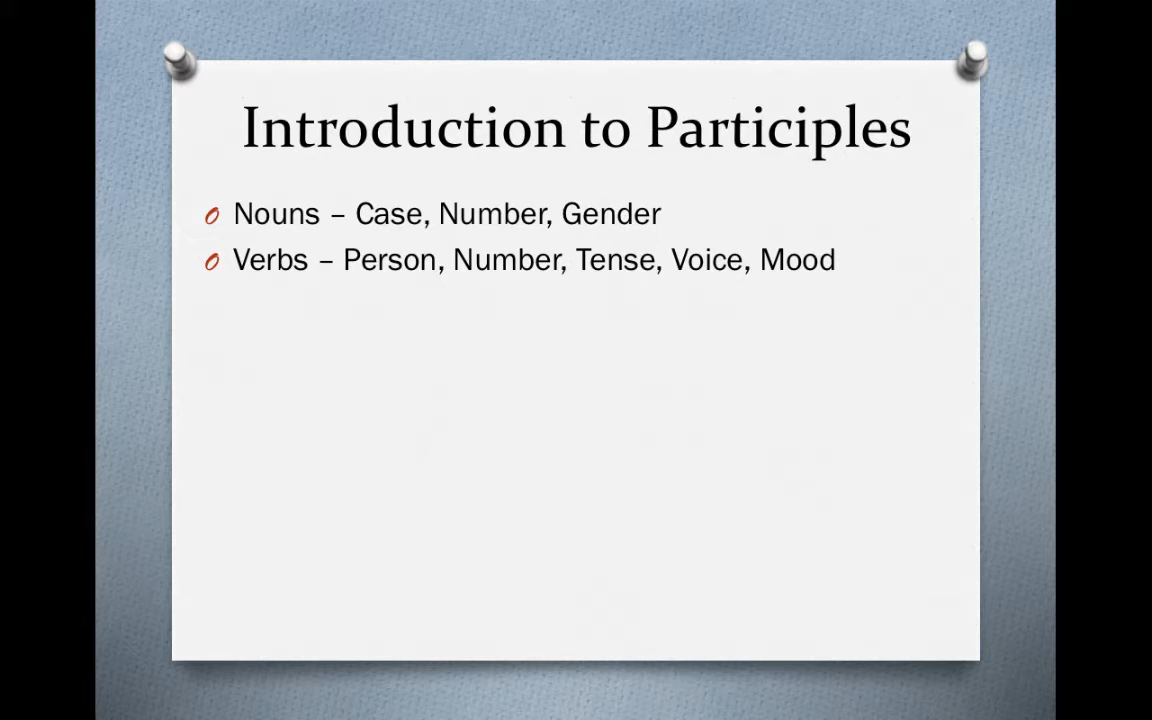 Introduction to Participles
Nouns – Case, Number, Gender
Verbs – Person, Number, Tense, Voice, Mood